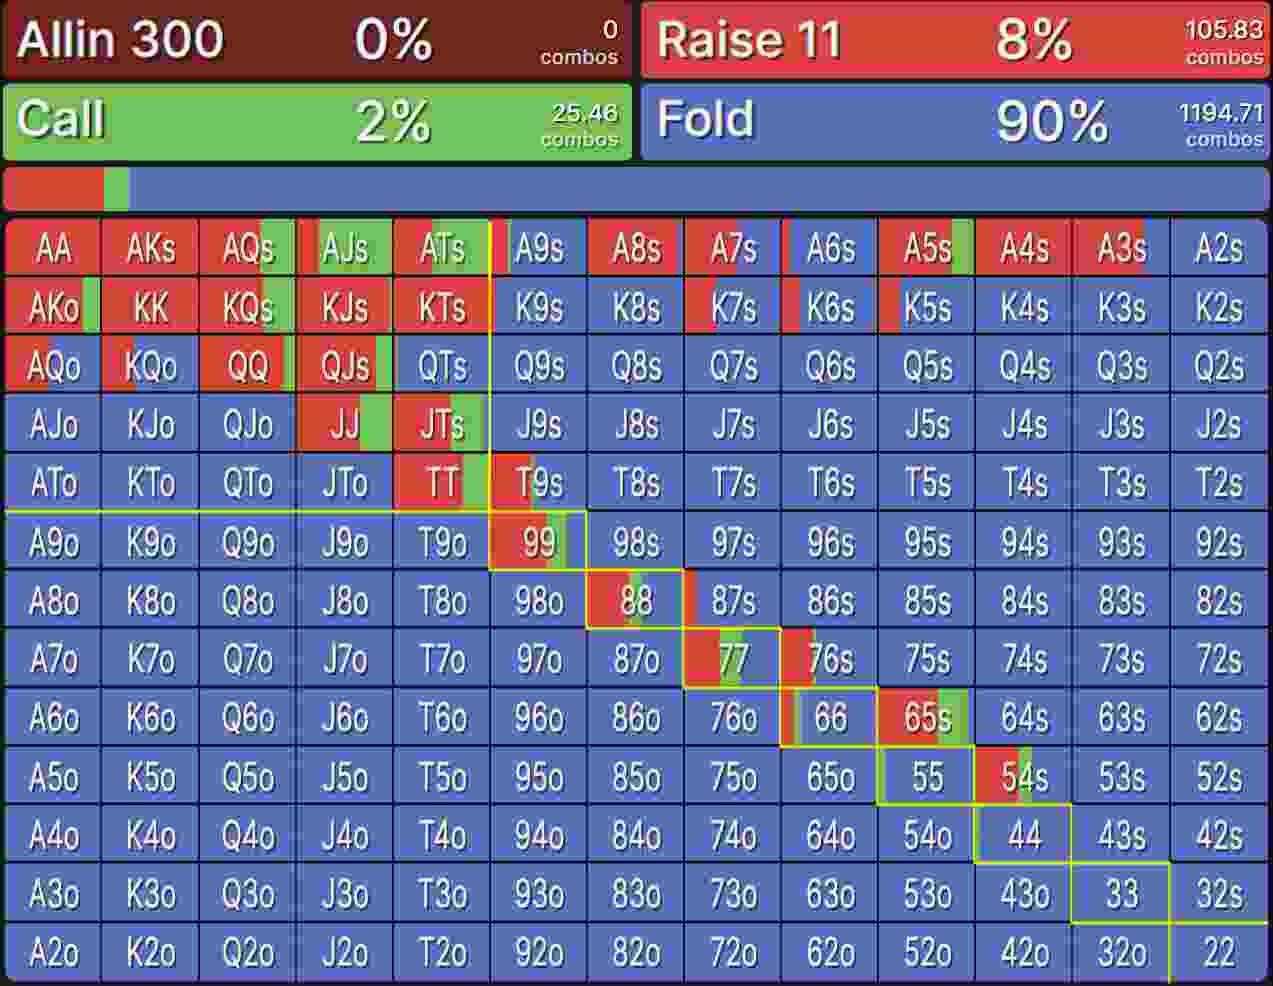 Allin 300 0% 0 combos Raise 11 8% 105.83 combos
Call 2% 25.46 combos Fold 90% 1194.71 combos
AA AKs AQs AJs ATs A9s A8s A7s A6s A5s A4s A3s A2s
AKo KK KQs KJs KTs K9s K8s K7s K6s K5s K4s K3s K2s
AQo KQo QQ QJs QTs Q9s Q8s Q7s Q6s Q5s Q4s Q3s Q2s
AJo KJo QJo JJ JTs J9s J8s J7s J6s J5s J4s J3s J2s
ATo KTo QTo JTo TT T9s T8s T7s T6s T5s T4s T3s T2s
A9o K9o Q9o J9o T9o 99 98s 97s 96s 95s 94s 93s 92s
A8o K8o Q8o J8o T8o 98o 88 87s 86s 85s 84s 83s 82s
A7o K7o Q7o J7o T7o 97o 87o 77 76s 75s 74s 73s 72s
A6o K6o Q6o J6o T6o 96o 86o 76o 66 65s 64s 63s 62s
A5o K5o Q5o J5o T5o 95o 85o 75o 65o 55 54s 53s 52s
A4o K4o Q4o J4o T4o 94o 84o 74o 64o 54o 44 43s 42s
A3o K3o Q3o J3o T3o 93o 83o 73o 63o 53o 43o 33 32s
A2o K2o Q2o J2o T2o 92o 82o 72o 62o 52o 42o 32o 22